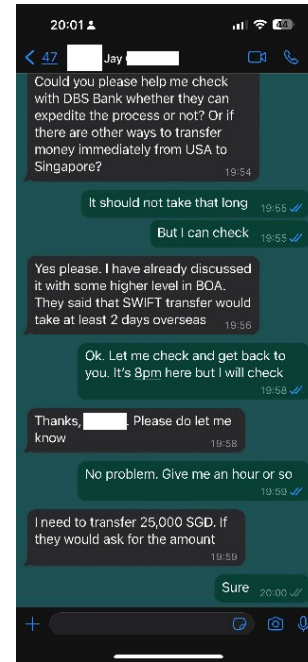 20:01
44
47 Jay
Could you please help me check
with DBS Bank whether they can
expedite the process or not? Or if
there are other ways to transfer
money immediately from USA to
Singapore?
19:54
It should not take that long 19:55
But I can check 19:55
Yes please. I have already discussed
it with some higher level in BOA.
They said that SWIFT transfer would
take at least 2 days overseas 19:56
Ok. Let me check and get back to
you. It's 8pm here but I will check
19:58
Thanks, . Please do let me
know 19:58
No problem. Give me an hour or so
19:59
I need to transfer 25,000 SGD. If
they would ask for the amount
19:59
Sure 20:00